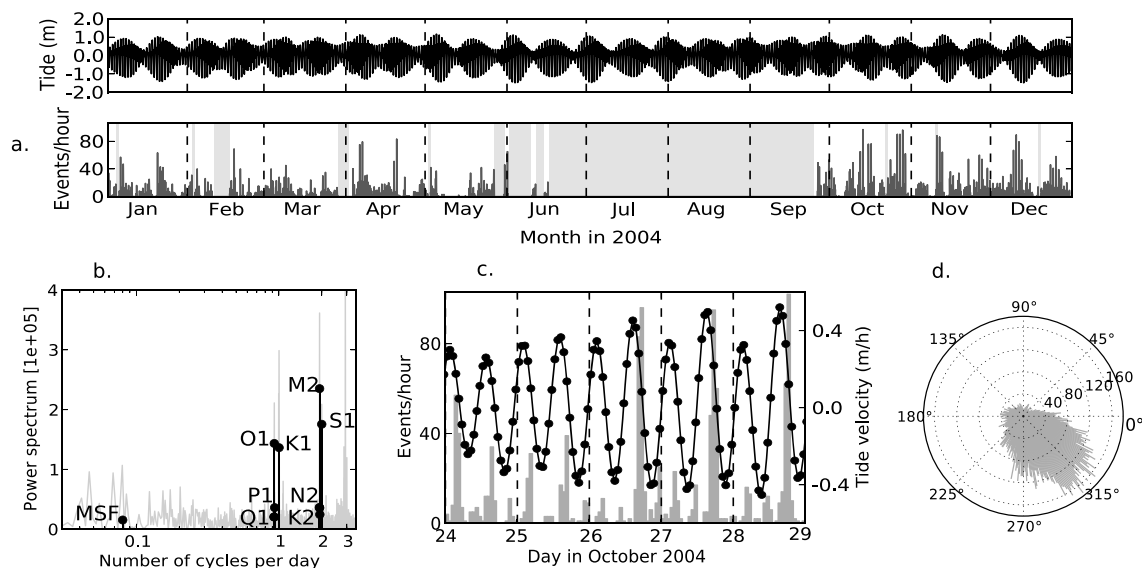 2.0
1.0
0.0
-1.0
-2.0
Tide (m)
a.
80
40
0
Events/hour
Jan Feb Mar Apr May Jun Jul Aug Sep Oct Nov Dec
Month in 2004
b.
4
3
2
1
0
Power spectrum [1e+05]
M2
S1
O1 K1
P1 N2
MSF Q1 K2
0.1 1 2 3
Number of cycles per day
c.
80
40
0
Events/hour
0.4
0.0
-0.4
Tide velocity (m/h)
24 25 26 27 28 29
Day in October 2004
d.
90°
135° 45°
160
120
80
40
180° 0°
225° 315°
270°